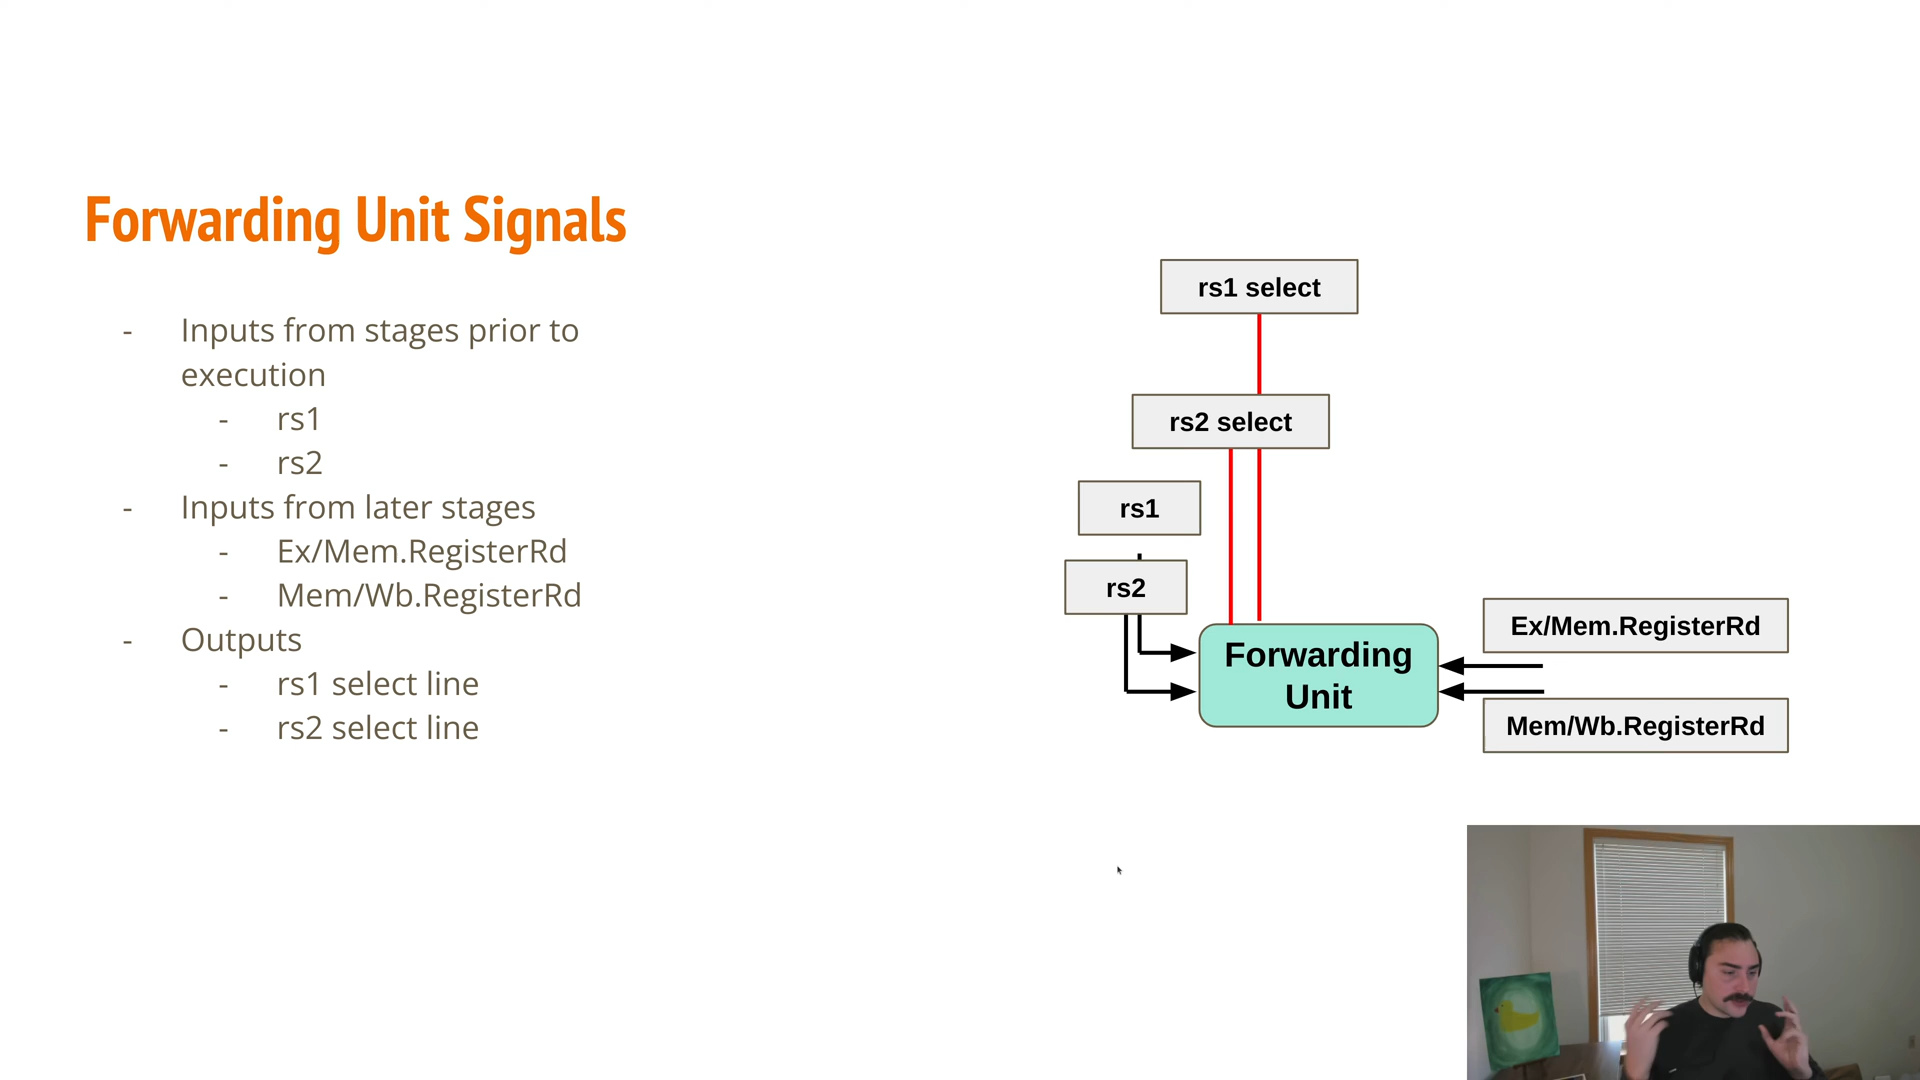 Forwarding Unit Signals
- Inputs from stages prior to
execution
- rs1
- rs2
- Inputs from later stages
- Ex/Mem.RegisterRd
- Mem/Wb.RegisterRd
- Outputs
- rs1 select line
- rs2 select line
rs1 select
rs2 select
rs1
rs2
Forwarding
Unit
Ex/Mem.RegisterRd
Mem/Wb.RegisterRd